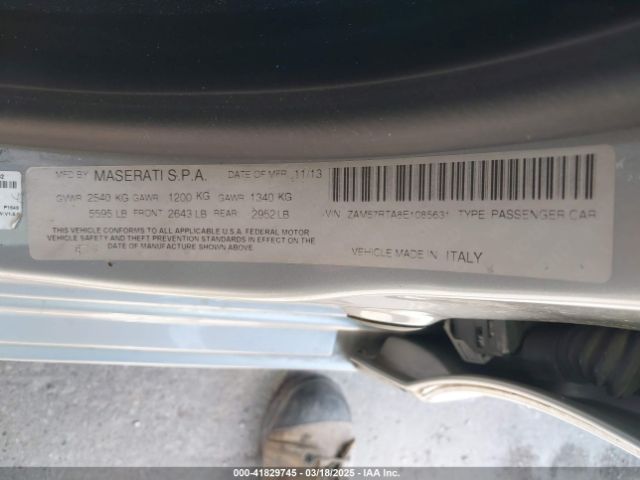 MFD BY MASERATI S.P.A. DATE OF MFR. 11/13
GVWR 2540 KG GAWR 1200 KG GAWR 1340 KG
5595 LB FRONT 2643 LB REAR 2952 LB
THIS VEHICLE CONFORMS TO ALL APPLICABLE U.S.A. FEDERAL MOTOR
VEHICLE SAFETY AND THEFT PREVENTION STANDARDS IN EFFECT ON THE
DATE OF MANUFACTURE SHOWN ABOVE.
VIN: ZAM57RTA8E1085631 TYPE: PASSENGER CAR
VEHICLE MADE IN ITALY
P1645
000-41829745 - 03/18/2025 - IAA Inc.